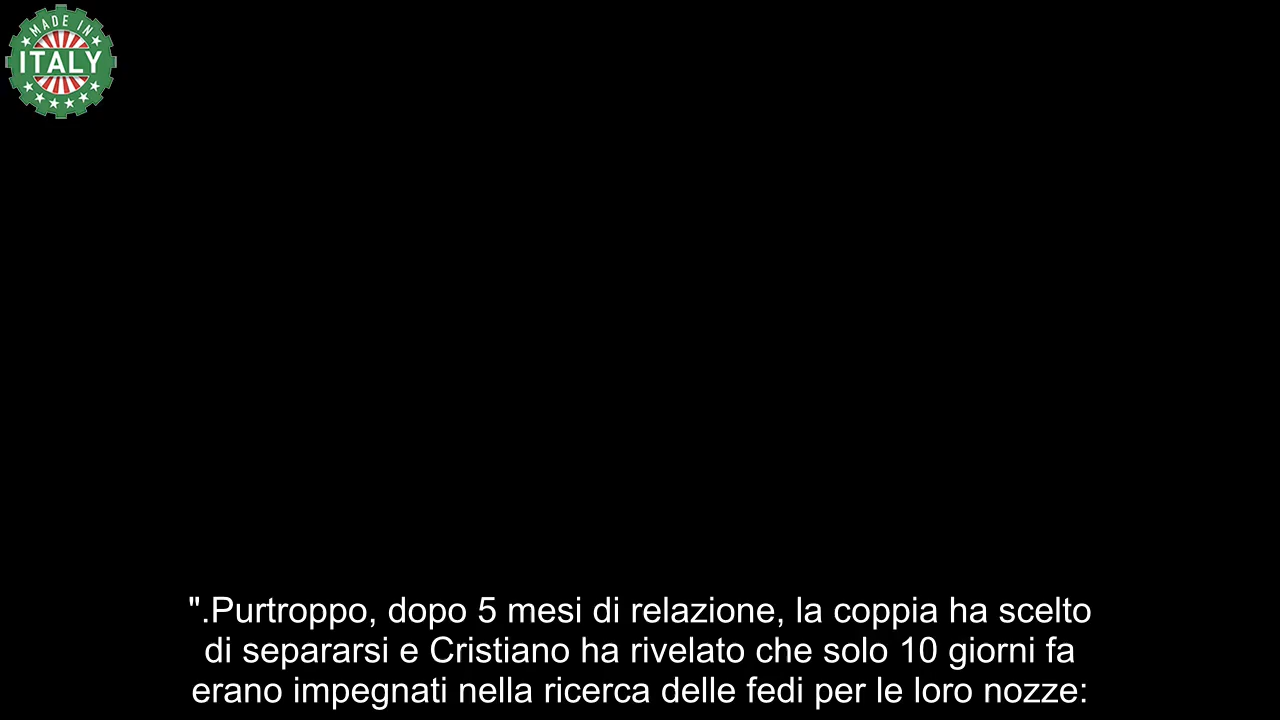 MADE IN
ITALY
".Purtroppo, dopo 5 mesi di relazione, la coppia ha scelto
di separarsi e Cristiano ha rivelato che solo 10 giorni fa
erano impegnati nella ricerca delle fedi per le loro nozze: